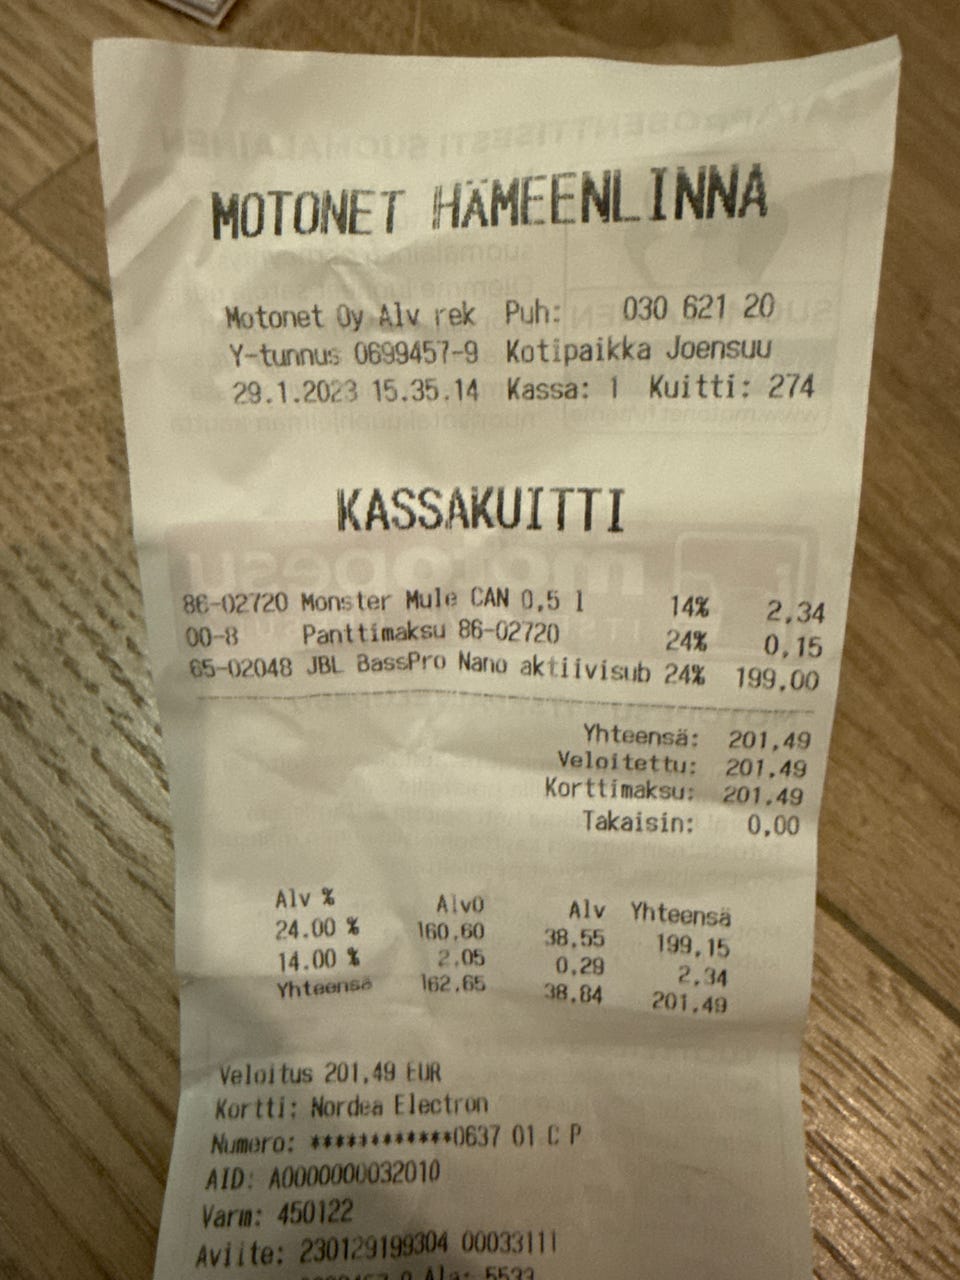 MOTONET HÄMEENLINNA
Motonet Oy Alv rek Puh: 030 621 20
Y-tunnus 0699457-9 Kotipaikka Joensuu
29.1.2023 15.35.14 Kassa: 1 Kuitti: 274
KASSAKUITTI
86-02720 Monster Mule CAN 0,5 l 14% 2,34
00-8 Panttimaksu 86-02720 24% 0,15
65-02048 JBL BassPro Nano aktiivisub 24% 199,00
Yhteensä: 201,49
Veloitettu: 201,49
Korttimaksu: 201,49
Takaisin: 0,00
Alv % Alv0 Alv Yhteensä
24.00 % 160,60 38,55 199,15
14.00 % 2,05 0,29 2,34
Yhteensä 162,65 38,84 201,49
Veloitus 201,49 EUR
Kortti: Nordea Electron
Numero: ************0637 01 C P
AID: A0000000032010
Varm: 450122
Aviite: 230129199304 00033111
Ala: 5533